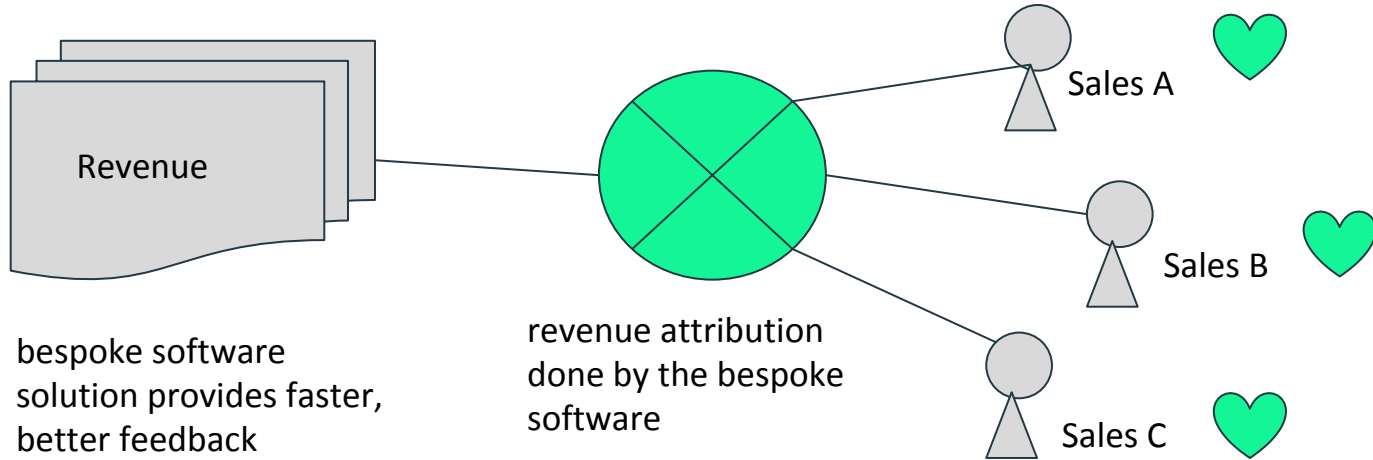 Revenue
bespoke software
solution provides faster,
better feedback
revenue attribution
done by the bespoke
software
Sales A
Sales B
Sales C